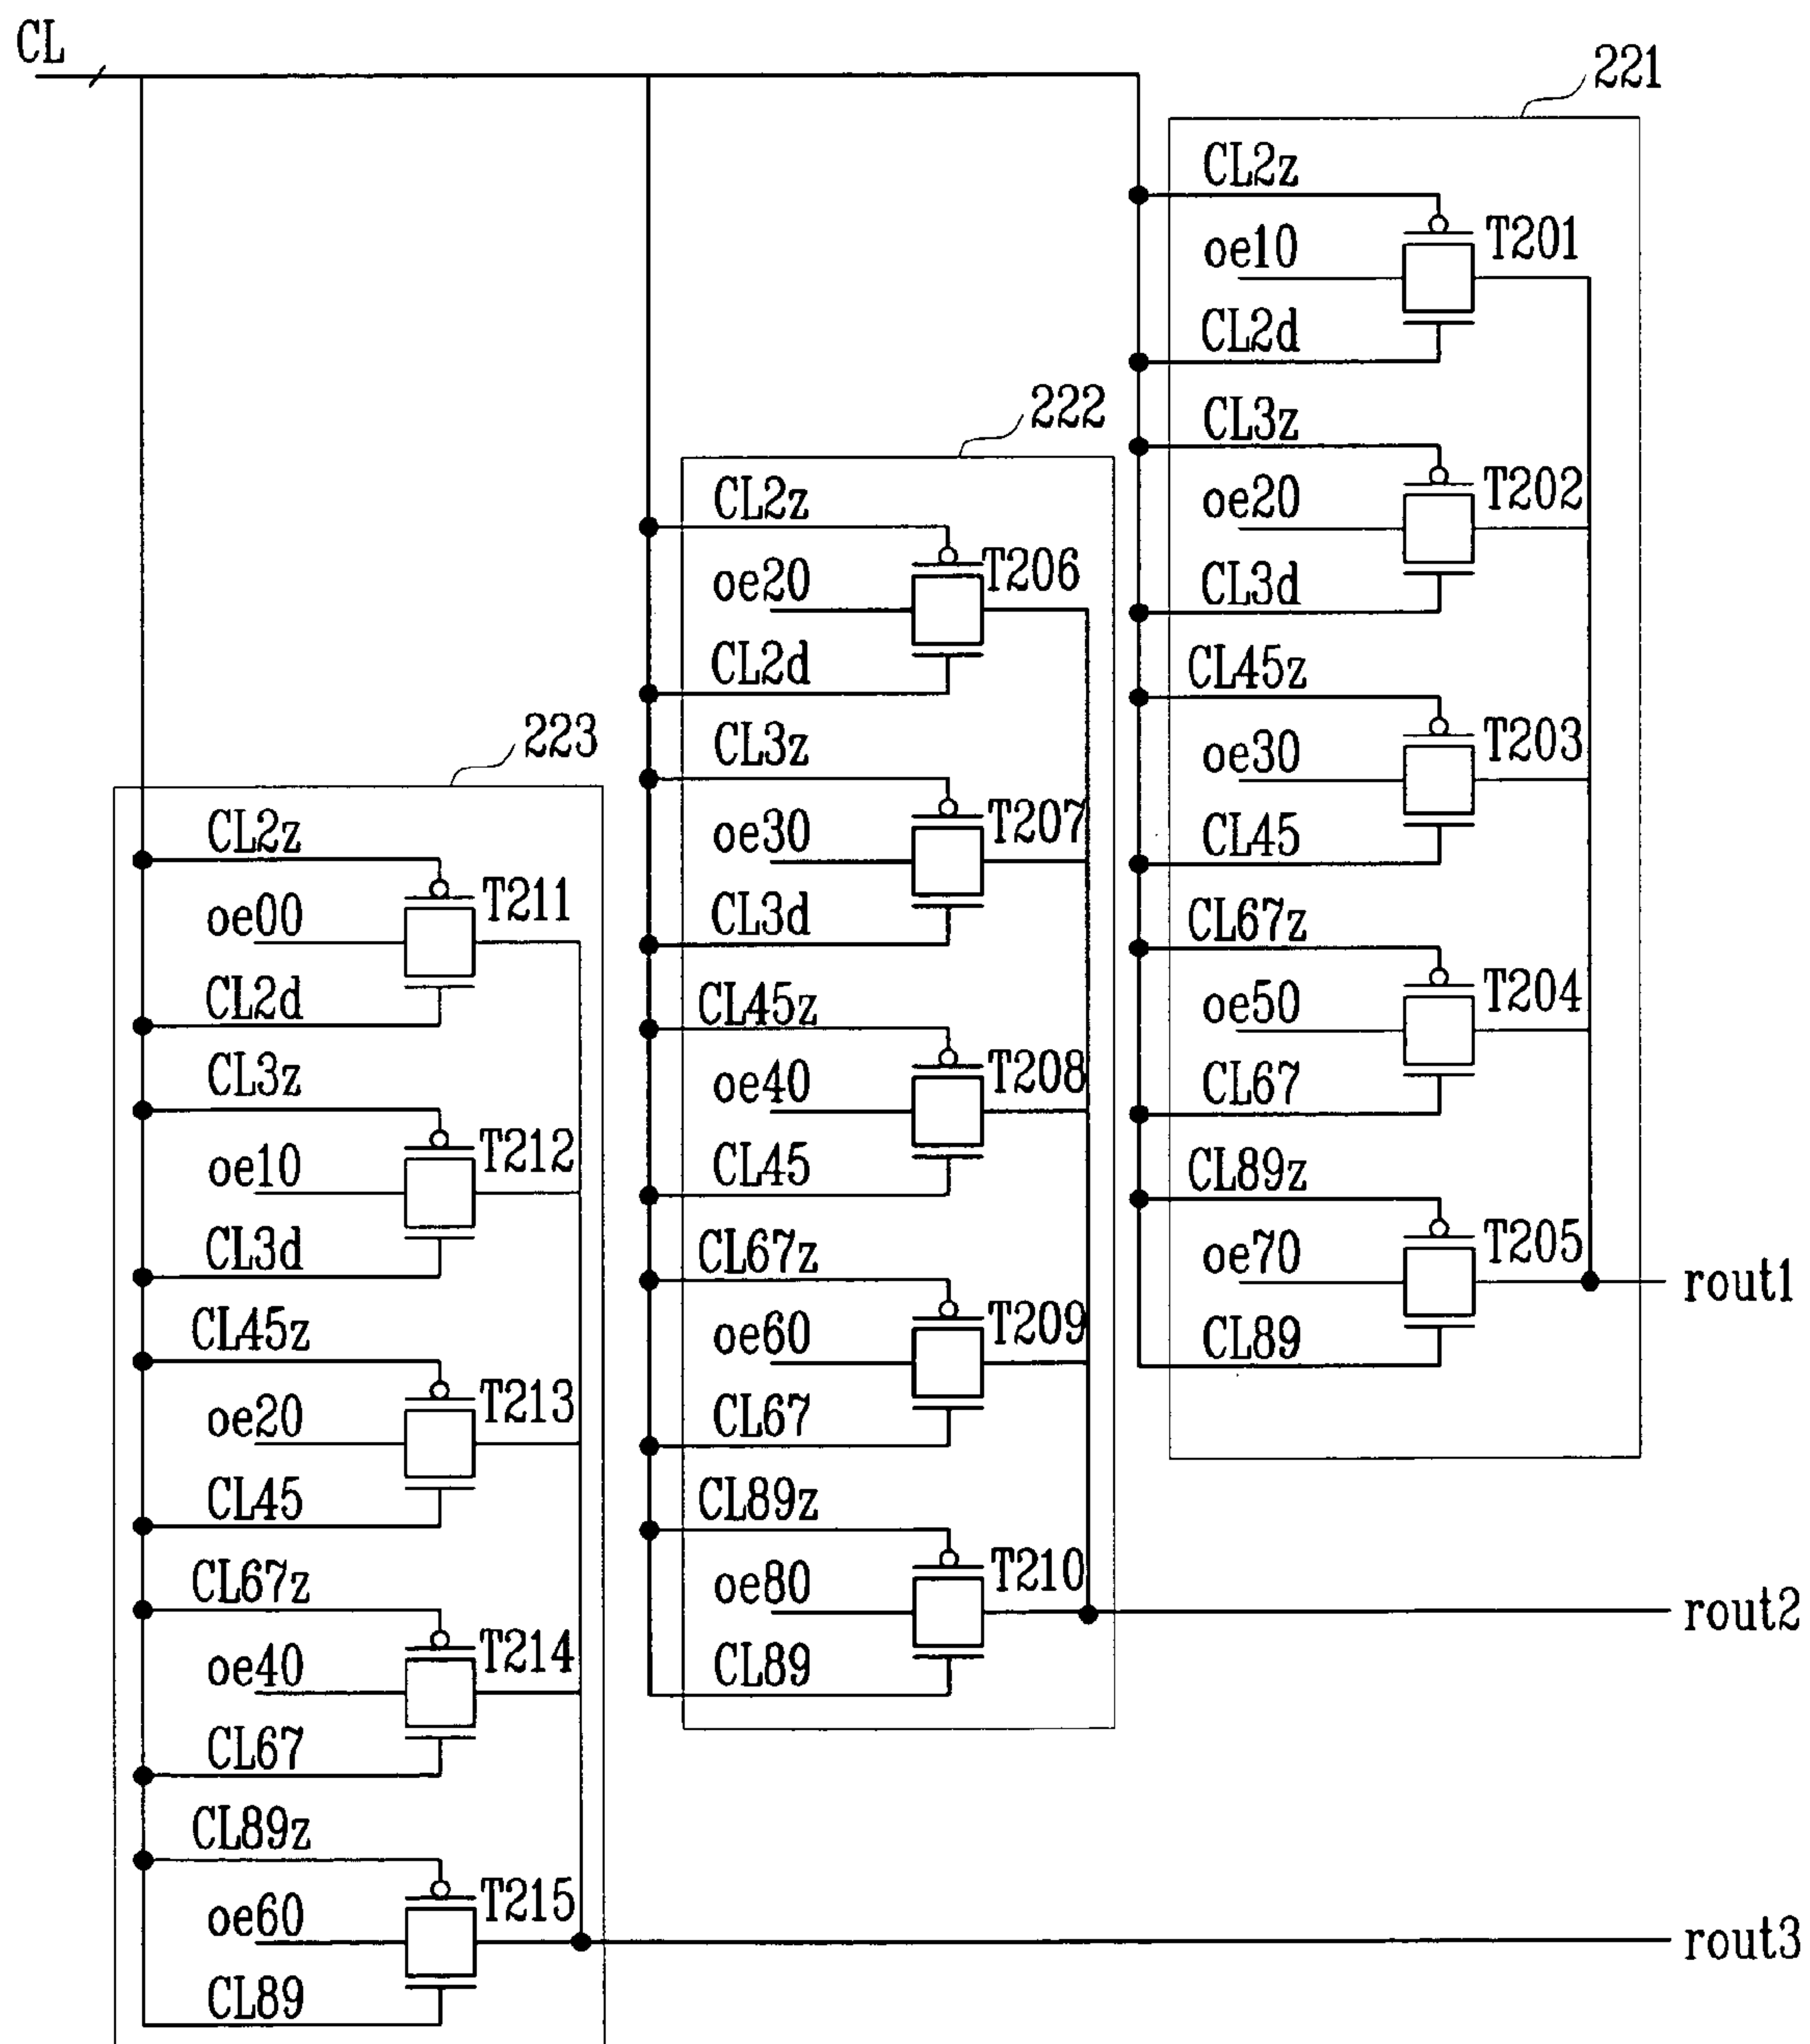 CL
221
CL2z
oe10
T201
CL2d
CL3z
oe20
T202
CL3d
CL45z
oe30
T203
CL45
CL67z
oe50
T204
CL67
CL89z
oe70
T205
CL89
rout1
222
CL2z
oe20
T206
CL2d
CL3z
oe30
T207
CL3d
CL45z
oe40
T208
CL45
CL67z
oe60
T209
CL67
CL89z
oe80
T210
CL89
rout2
223
CL2z
oe00
T211
CL2d
CL3z
oe10
T212
CL3d
CL45z
oe20
T213
CL45
CL67z
oe40
T214
CL67
CL89z
oe60
T215
CL89
rout3